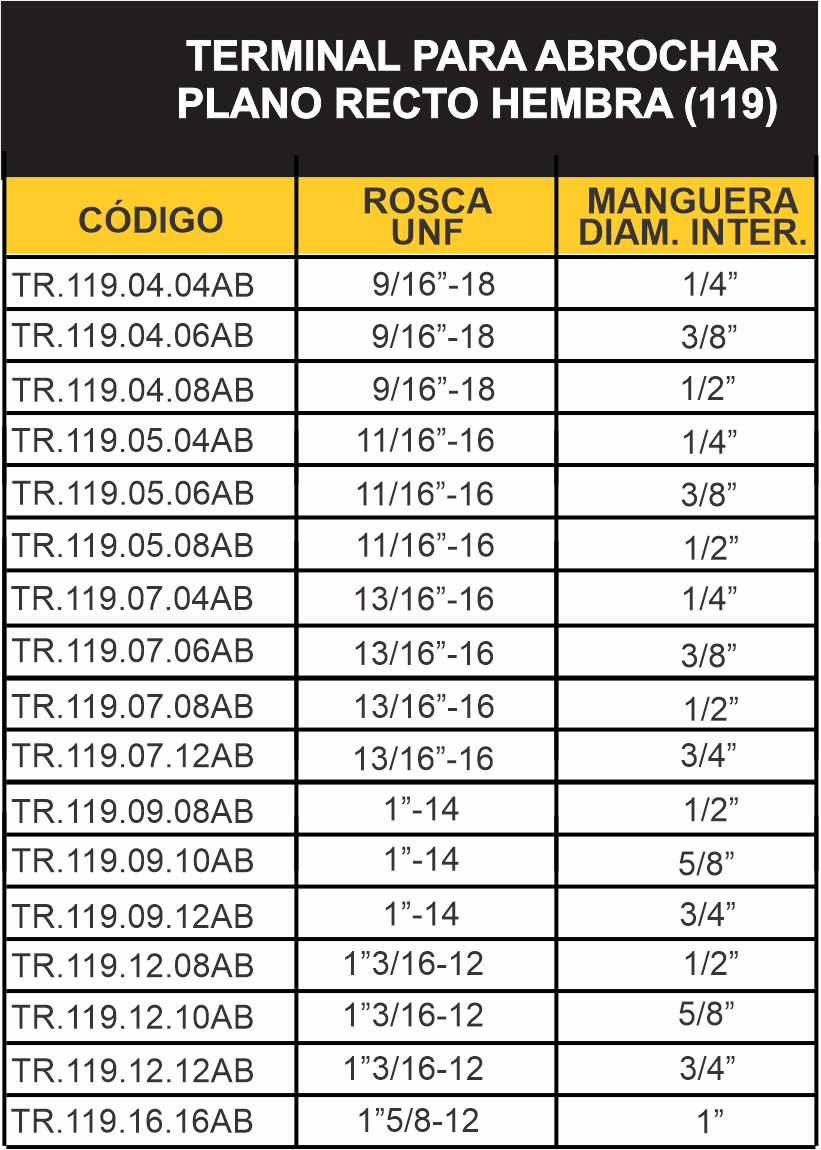 TERMINAL PARA ABROCHAR
PLANO RECTO HEMBRA (119)
CÓDIGO ROSCA UNF MANGUERA DIAM. INTER.
TR.119.04.04AB 9/16”-18 1/4”
TR.119.04.06AB 9/16”-18 3/8”
TR.119.04.08AB 9/16”-18 1/2”
TR.119.05.04AB 11/16”-16 1/4”
TR.119.05.06AB 11/16”-16 3/8”
TR.119.05.08AB 11/16”-16 1/2”
TR.119.07.04AB 13/16”-16 1/4”
TR.119.07.06AB 13/16”-16 3/8”
TR.119.07.08AB 13/16”-16 1/2”
TR.119.07.12AB 13/16”-16 3/4”
TR.119.09.08AB 1”-14 1/2”
TR.119.09.10AB 1”-14 5/8”
TR.119.09.12AB 1”-14 3/4”
TR.119.12.08AB 1”3/16-12 1/2”
TR.119.12.10AB 1”3/16-12 5/8”
TR.119.12.12AB 1”3/16-12 3/4”
TR.119.16.16AB 1”5/8-12 1”